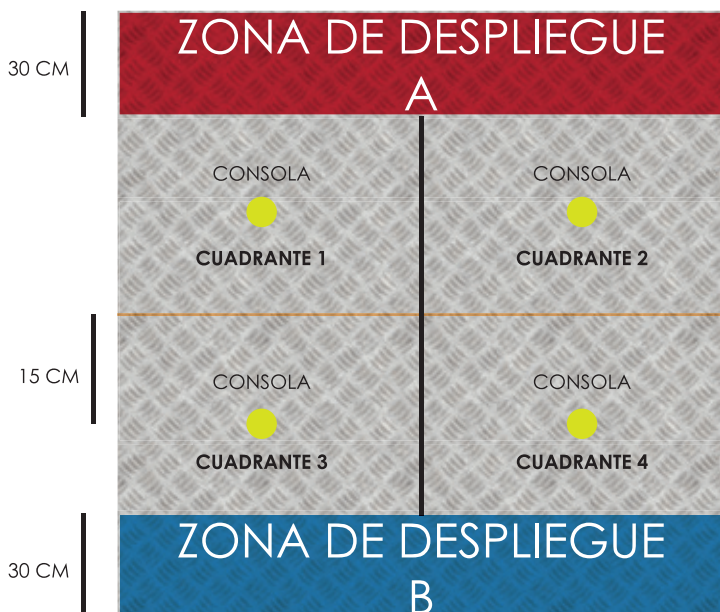 ZONA DE DESPLIEGUE
A
30 CM
CONSOLA
CONSOLA
CUADRANTE 1
CUADRANTE 2
15 CM
CONSOLA
CONSOLA
CUADRANTE 3
CUADRANTE 4
ZONA DE DESPLIEGUE
B
30 CM